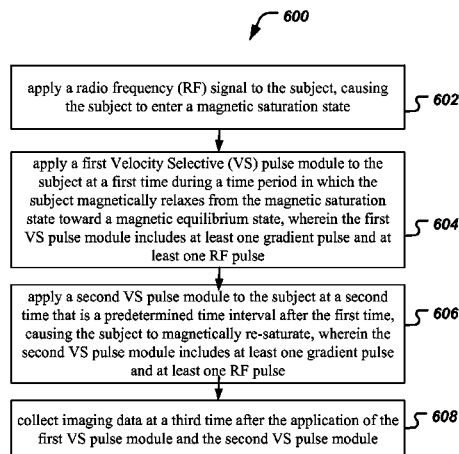 600
apply a radio frequency (RF) signal to the subject, causing
the subject to enter a magnetic saturation state
602
apply a first Velocity Selective (VS) pulse module to the
subject at a first time during a time period in which the
subject magnetically relaxes from the magnetic saturation
state toward a magnetic equilibrium state, wherein the first
VS pulse module includes at least one gradient pulse and at
least one RF pulse
604
apply a second VS pulse module to the subject at a second
time that is a predetermined time interval after the first time,
causing the subject to magnetically re-saturate, wherein the
second VS pulse module includes at least one gradient pulse
and at least one RF pulse
606
collect imaging data at a third time after the application of the
first VS pulse module and the second VS pulse module
608